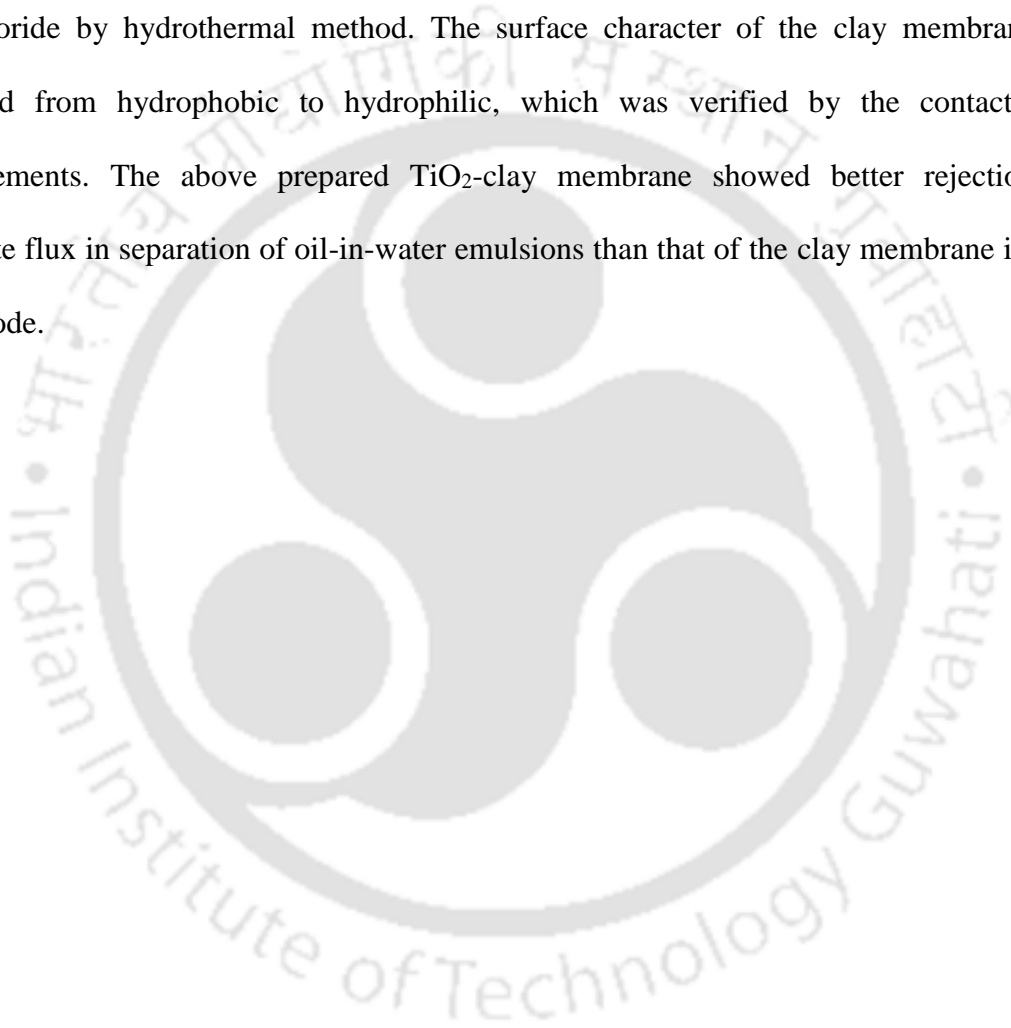 oride by hydrothermal method. The surface character of the clay membran
d from hydrophobic to hydrophilic, which was verified by the contact
ements. The above prepared TiO₂-clay membrane showed better rejectio
te flux in separation of oil-in-water emulsions than that of the clay membrane i
ode.
भारतीय प्रौद्योगिकी संस्थान गुवाहाटी
Indian Institute of Technology Guwahati